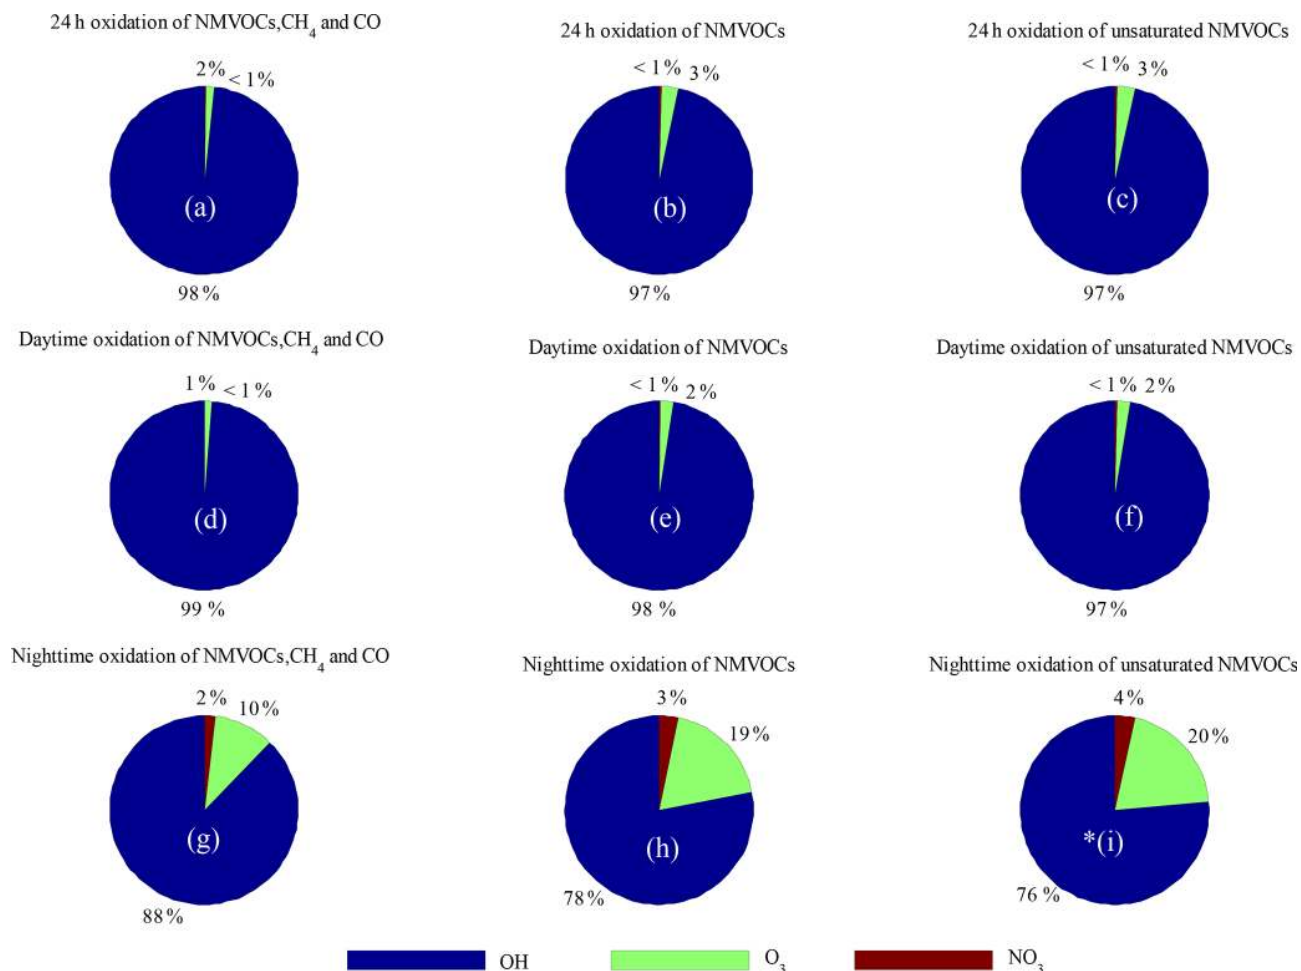 24 h oxidation of NMVOCs,CH₄ and CO
2%
< 1%
(a)
98%
24 h oxidation of NMVOCs
< 1%
3%
(b)
97%
24 h oxidation of unsaturated NMVOCs
< 1%
3%
(c)
97%
Daytime oxidation of NMVOCs,CH₄ and CO
1%
< 1%
(d)
99 %
Daytime oxidation of NMVOCs
< 1%
2%
(e)
98 %
Daytime oxidation of unsaturated NMVOCs
< 1%
2%
(f)
97%
Nighttime oxidation of NMVOCs,CH₄ and CO
2%
10%
(g)
88%
Nighttime oxidation of NMVOCs
3%
19%
(h)
78%
Nighttime oxidation of unsaturated NMVOCs
4%
20%
*(i)
76 %
OH
O₃
NO₃